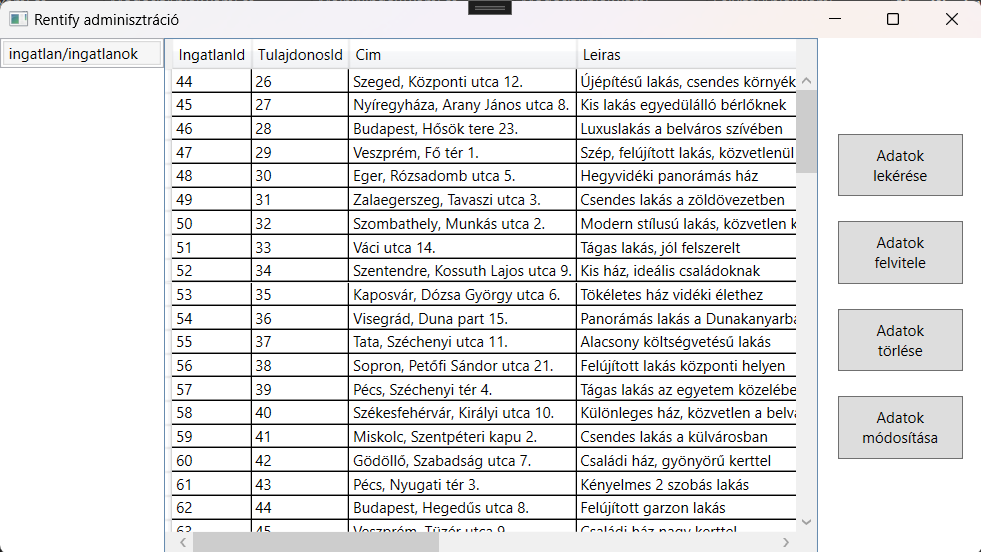 Rentify adminisztráció
ingatlan/ingatlanok
IngatlanId TulajdonosId Cim Leiras
44 26 Szeged, Központi utca 12. Újépítésű lakás, csendes környék
45 27 Nyíregyháza, Arany János utca 8. Kis lakás egyedülálló bérlőknek
46 28 Budapest, Hősök tere 23. Luxuslakás a belváros szívében
47 29 Veszprém, Fő tér 1. Szép, felújított lakás, közvetlenül
48 30 Eger, Rózsadomb utca 5. Hegyvidéki panorámás ház
49 31 Zalaegerszeg, Tavaszi utca 3. Csendes lakás a zöldövezetben
50 32 Szombathely, Munkás utca 2. Modern stílusú lakás, közvetlen k
51 33 Váci utca 14. Tágas lakás, jól felszerelt
52 34 Szentendre, Kossuth Lajos utca 9. Kis ház, ideális családoknak
53 35 Kaposvár, Dózsa György utca 6. Tökéletes ház vidéki élethez
54 36 Visegrád, Duna part 15. Panorámás lakás a Dunakanyarba
55 37 Tata, Széchenyi utca 11. Alacsony költségvetésű lakás
56 38 Sopron, Petőfi Sándor utca 21. Felújított lakás központi helyen
57 39 Pécs, Széchenyi tér 4. Tágas lakás az egyetem közelébe
58 40 Székesfehérvár, Királyi utca 10. Különleges ház, közvetlen a belvá
59 41 Miskolc, Szentpéteri kapu 2. Csendes lakás a külvárosban
60 42 Gödöllő, Szabadság utca 7. Családi ház, gyönyörű kerttel
61 43 Pécs, Nyugati tér 3. Kényelmes 2 szobás lakás
62 44 Budapest, Hegedűs utca 8. Felújított garzon lakás
63 45 Veszprém, Tüzér utca 9. Családi ház nagy kerttel
Adatok
lekérése
Adatok
felvitele
Adatok
törlése
Adatok
módosítása